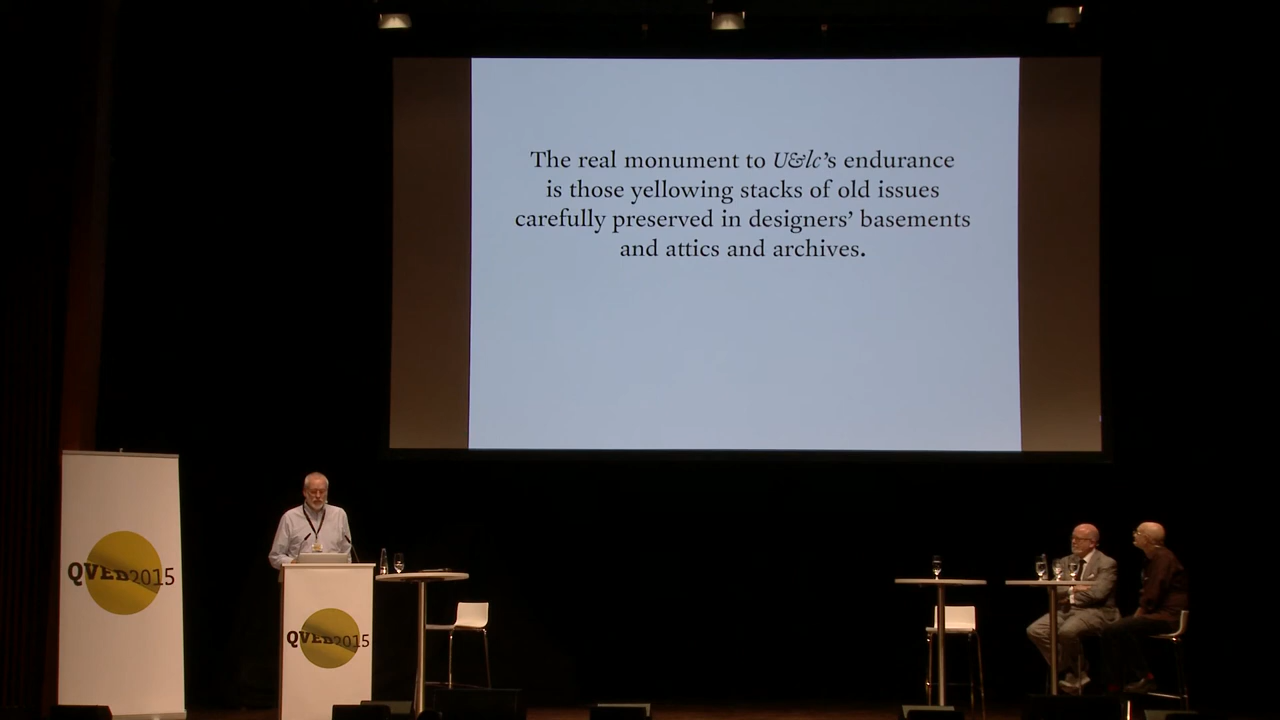 The real monument to U&lc’s endurance
is those yellowing stacks of old issues
carefully preserved in designers’ basements
and attics and archives.
QVED2015
QVED2015